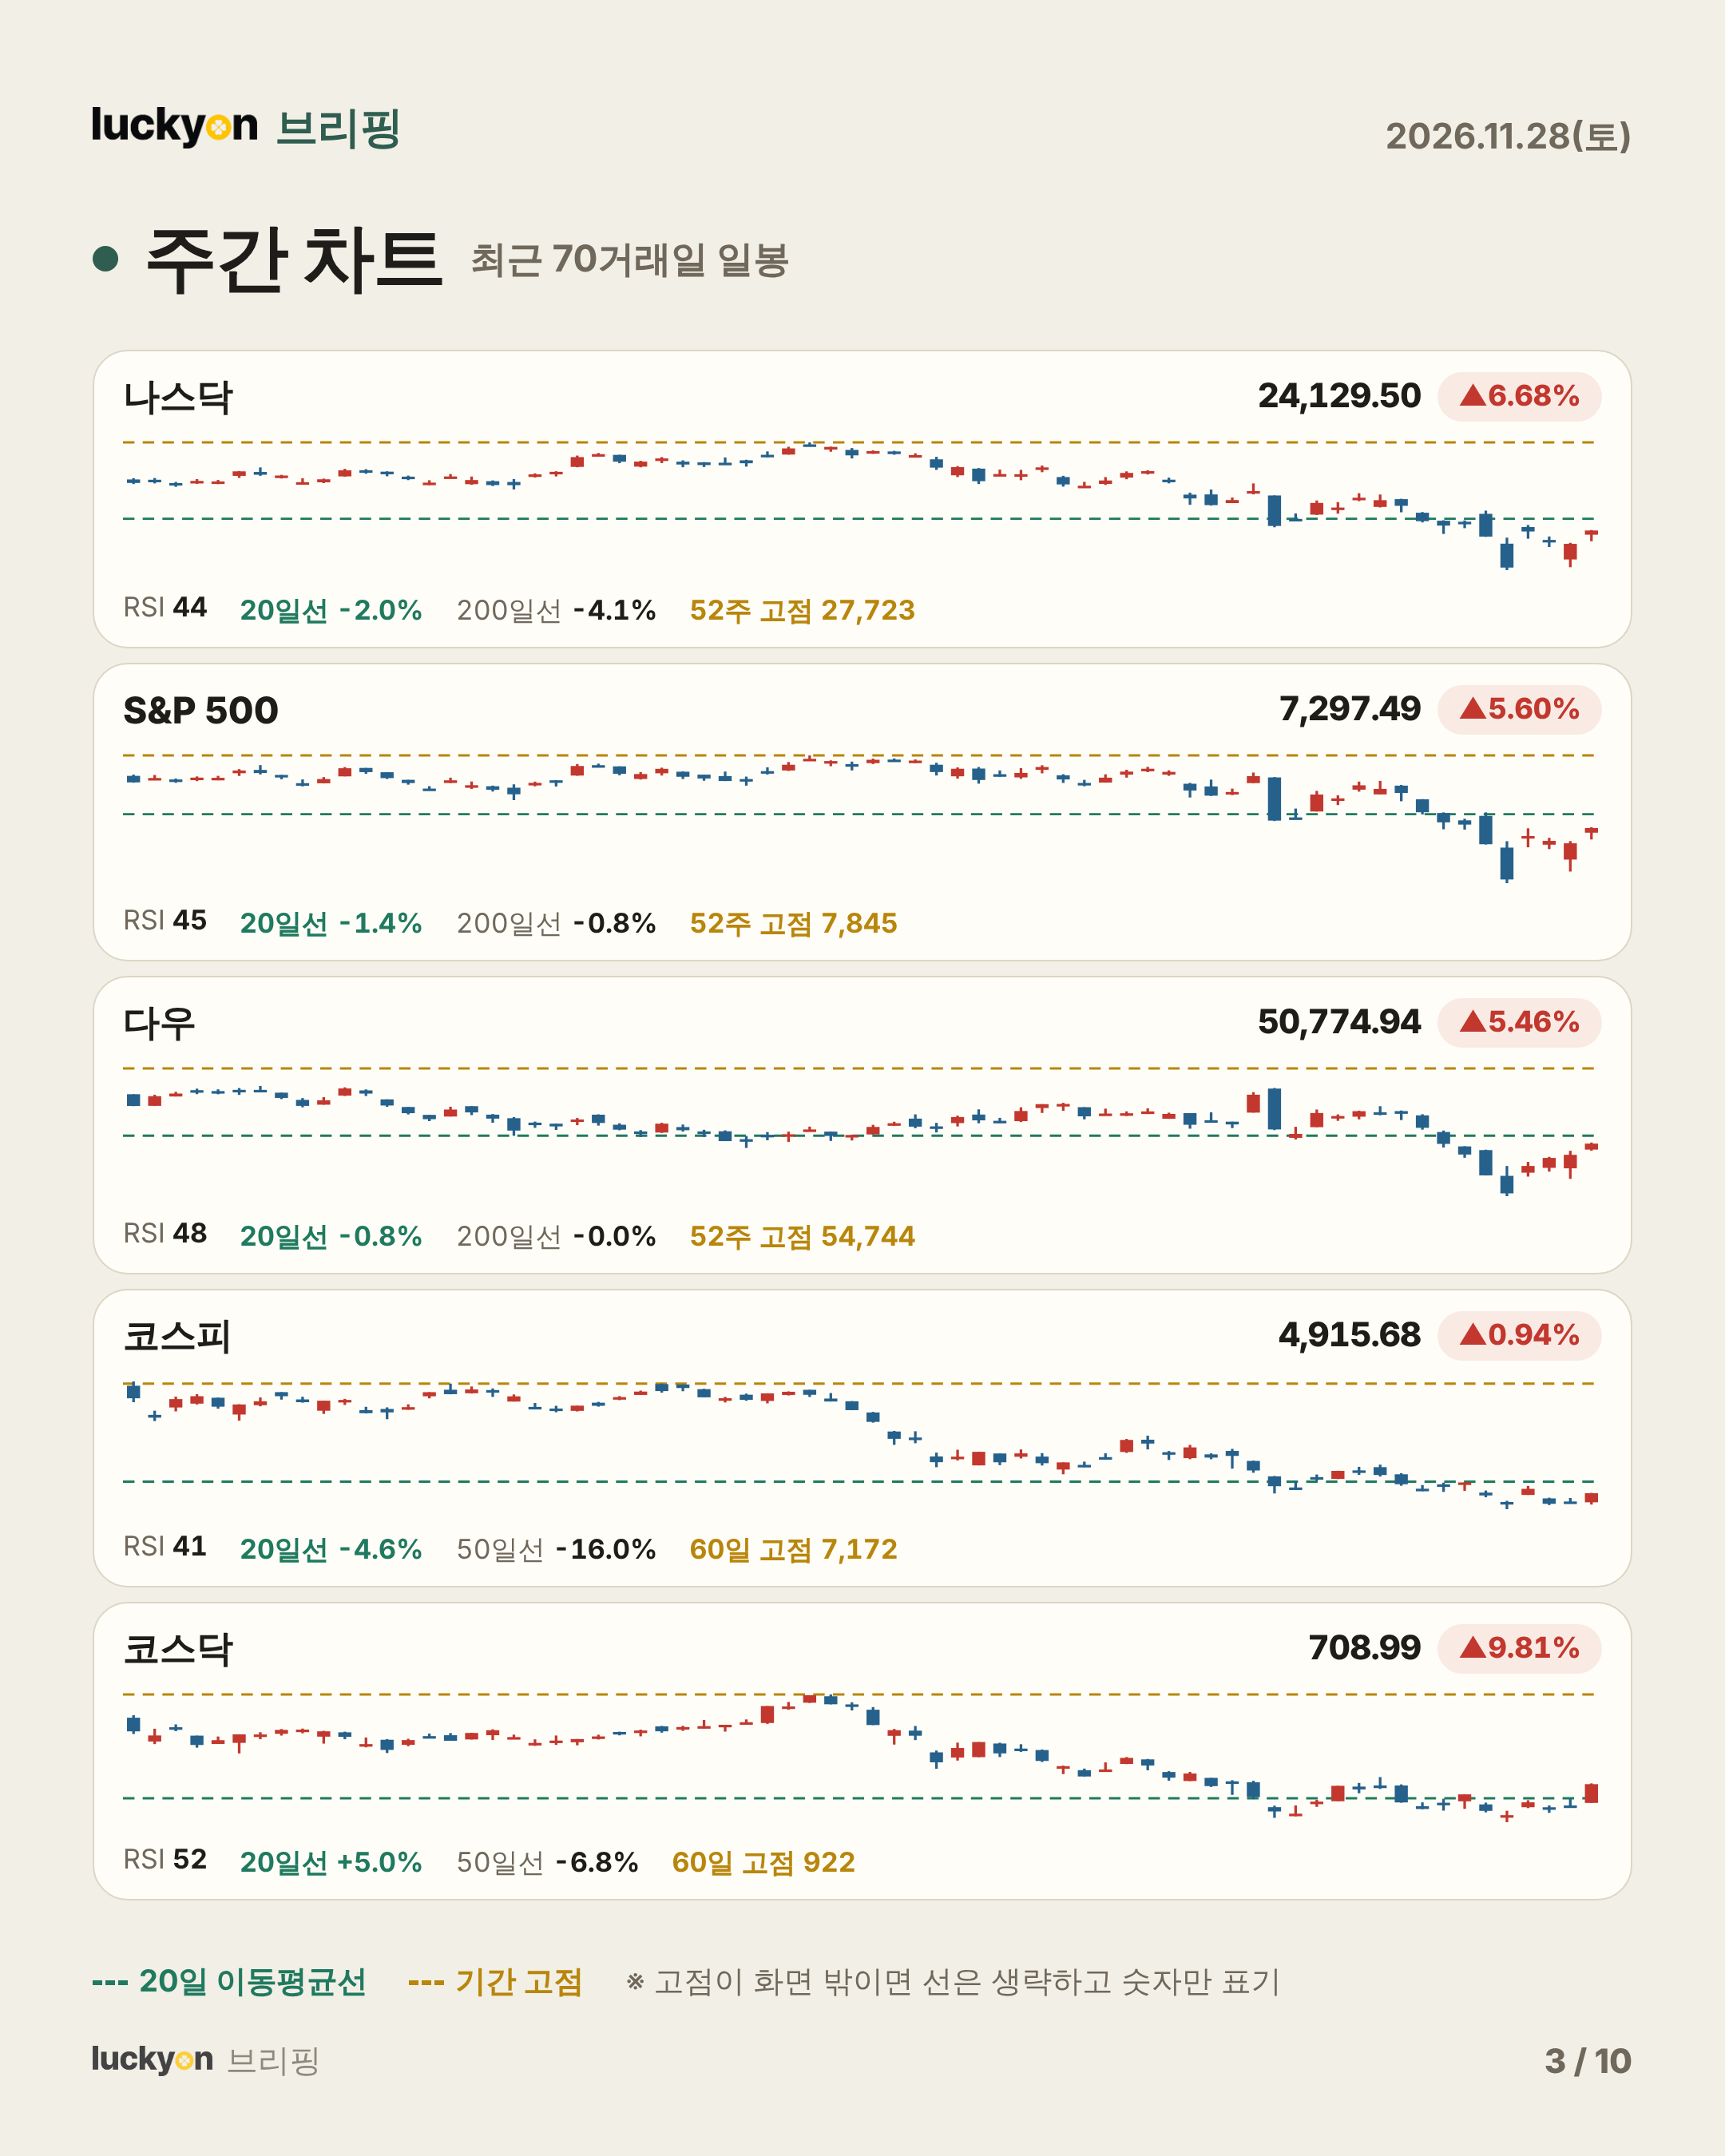 luckyon 브리핑
2026.11.28(토)
주간 차트 최근 70거래일 일봉
나스닥 24,129.50 ▲6.68%
RSI 44 20일선 -2.0% 200일선 -4.1% 52주 고점 27,723
S&P 500 7,297.49 ▲5.60%
RSI 45 20일선 -1.4% 200일선 -0.8% 52주 고점 7,845
다우 50,774.94 ▲5.46%
RSI 48 20일선 -0.8% 200일선 -0.0% 52주 고점 54,744
코스피 4,915.68 ▲0.94%
RSI 41 20일선 -4.6% 50일선 -16.0% 60일 고점 7,172
코스닥 708.99 ▲9.81%
RSI 52 20일선 +5.0% 50일선 -6.8% 60일 고점 922
--- 20일 이동평균선 --- 기간 고점 ※ 고점이 화면 밖이면 선은 생략하고 숫자만 표기
luckyon 브리핑
3 / 10